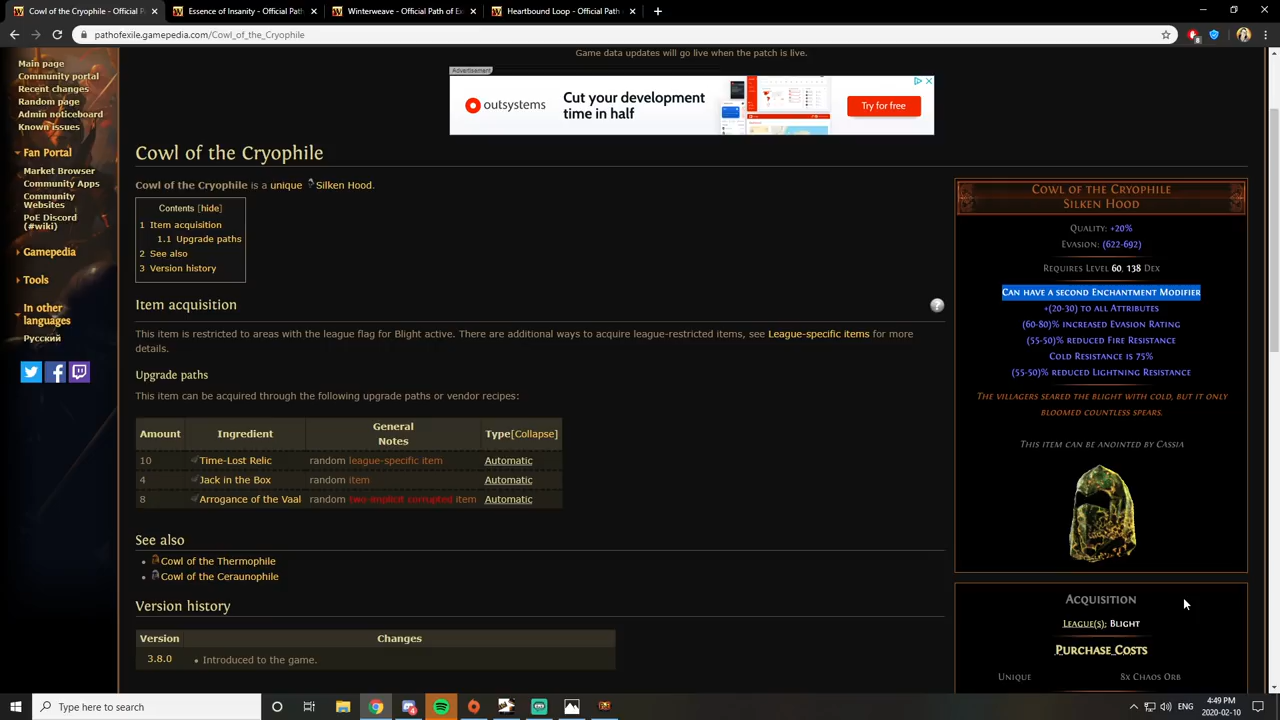 Cowl of the Cryophile - Official P
Essence of Insanity - Official Path
Winterweave - Official Path of Ex
Heartbound Loop - Official Path
pathofexile.gamepedia.com/Cowl_of_the_Cryophile
Main page
Community portal
Recent changes
Random page
Admin noticeboard
Known issues
Fan Portal
Market Browser
Community Apps
Community
Websites
PoE Discord
(#wiki)
Gamepedia
Tools
In other
languages
Русский
Game data updates will go live when the patch is live.
Advertisement
outsystems
Cut your development
time in half
Try for free
Cowl of the Cryophile
Cowl of the Cryophile is a unique Silken Hood.
Contents [hide]
1 Item acquisition
1.1 Upgrade paths
2 See also
3 Version history
Item acquisition
This item is restricted to areas with the league flag for Blight active. There are additional ways to acquire league-restricted items, see League-specific items for more
details.
Upgrade paths
This item can be acquired through the following upgrade paths or vendor recipes:
Amount Ingredient General Notes Type[Collapse]
10 Time-Lost Relic random league-specific item Automatic
4 Jack in the Box random item Automatic
8 Arrogance of the Vaal random two-implicit corrupted item Automatic
See also
• Cowl of the Thermophile
• Cowl of the Ceraunophile
Version history
Version Changes
3.8.0 • Introduced to the game.
Cowl of the Cryophile
Silken Hood
Quality: +20%
Evasion: (622-692)
Requires Level 60, 138 Dex
Can have a second Enchantment Modifier
+(20-30) to all Attributes
(60-80)% increased Evasion Rating
(55-50)% reduced Fire Resistance
Cold Resistance is 75%
(55-50)% reduced Lightning Resistance
The villagers seared the blight with cold, but it only
bloomed countless spears.
This item can be anointed by Cassia
Acquisition
League(s): Blight
Purchase Costs
Unique 8x Chaos Orb
Type here to search
ENG
4:49 PM
2020-02-10